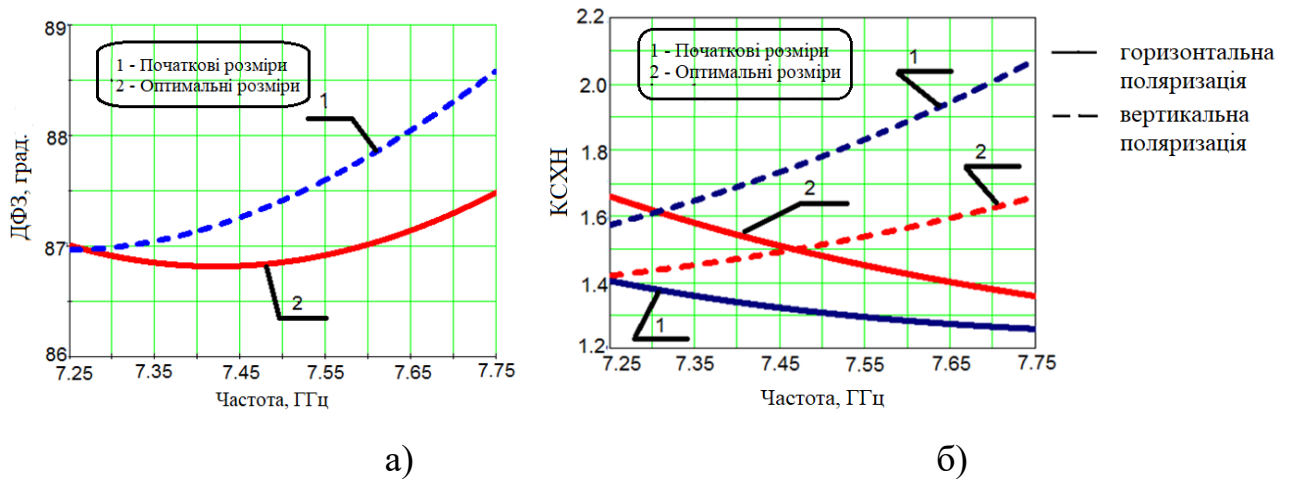 89
88
87
86
ДФЗ, град.
1 - Початкові розміри
2 - Оптимальні розміри
1
2
7.25
7.35
7.45
7.55
7.65
7.75
Частота, ГГц
а)
2.2
2.0
1.8
1.6
1.4
1.2
КСХН
1 - Початкові розміри
2 - Оптимальні розміри
1
2
2
1
7.25
7.35
7.45
7.55
7.65
7.75
Частота, ГГц
б)
горизонтальна
поляризація
вертикальна
поляризація